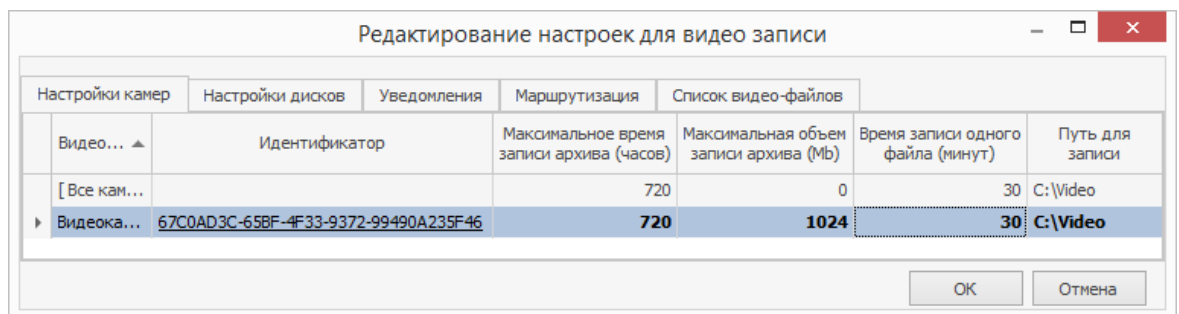 Редактирование настроек для видео записи
Настройки камер Настройки дисков Уведомления Маршрутизация Список видео-файлов
Видео... Идентификатор Максимальное время записи архива (часов) Максимальная объем записи архива (Mb) Время записи одного файла (минут) Путь для записи
[ Все кам... 720 0 30 C:\Video
Видеока... 67C0AD3C-65BF-4F33-9372-99490A235F46 720 1024 30 C:\Video
ОК Отмена